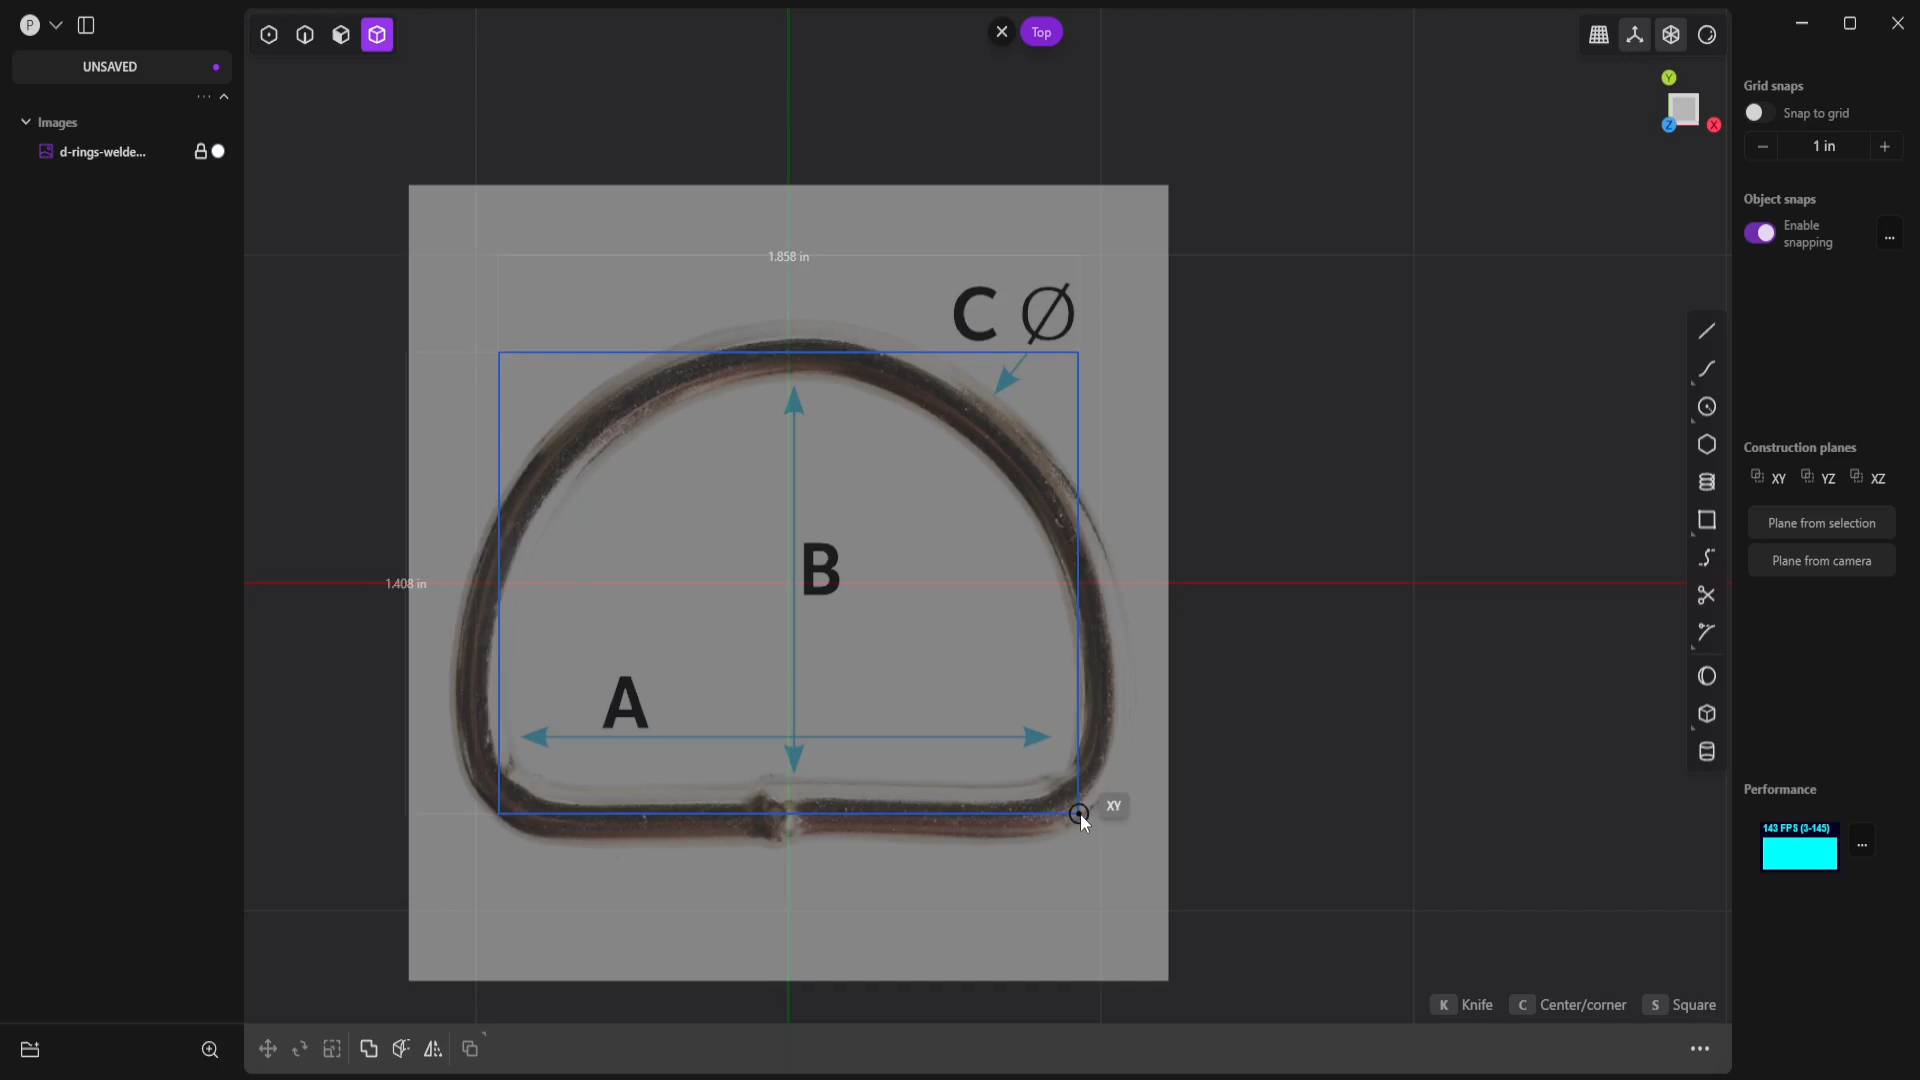 P
UNSAVED
Images
d-rings-welde...
Top
Y
Z
X
1.858 in
1.408 in
C Ø
B
A
XY
Grid snaps
Snap to grid
1 in
Object snaps
Enable
snapping
...
Construction planes
XY YZ XZ
Plane from selection
Plane from camera
Performance
143 FPS (3-145)
...
K Knife C Center/corner S Square